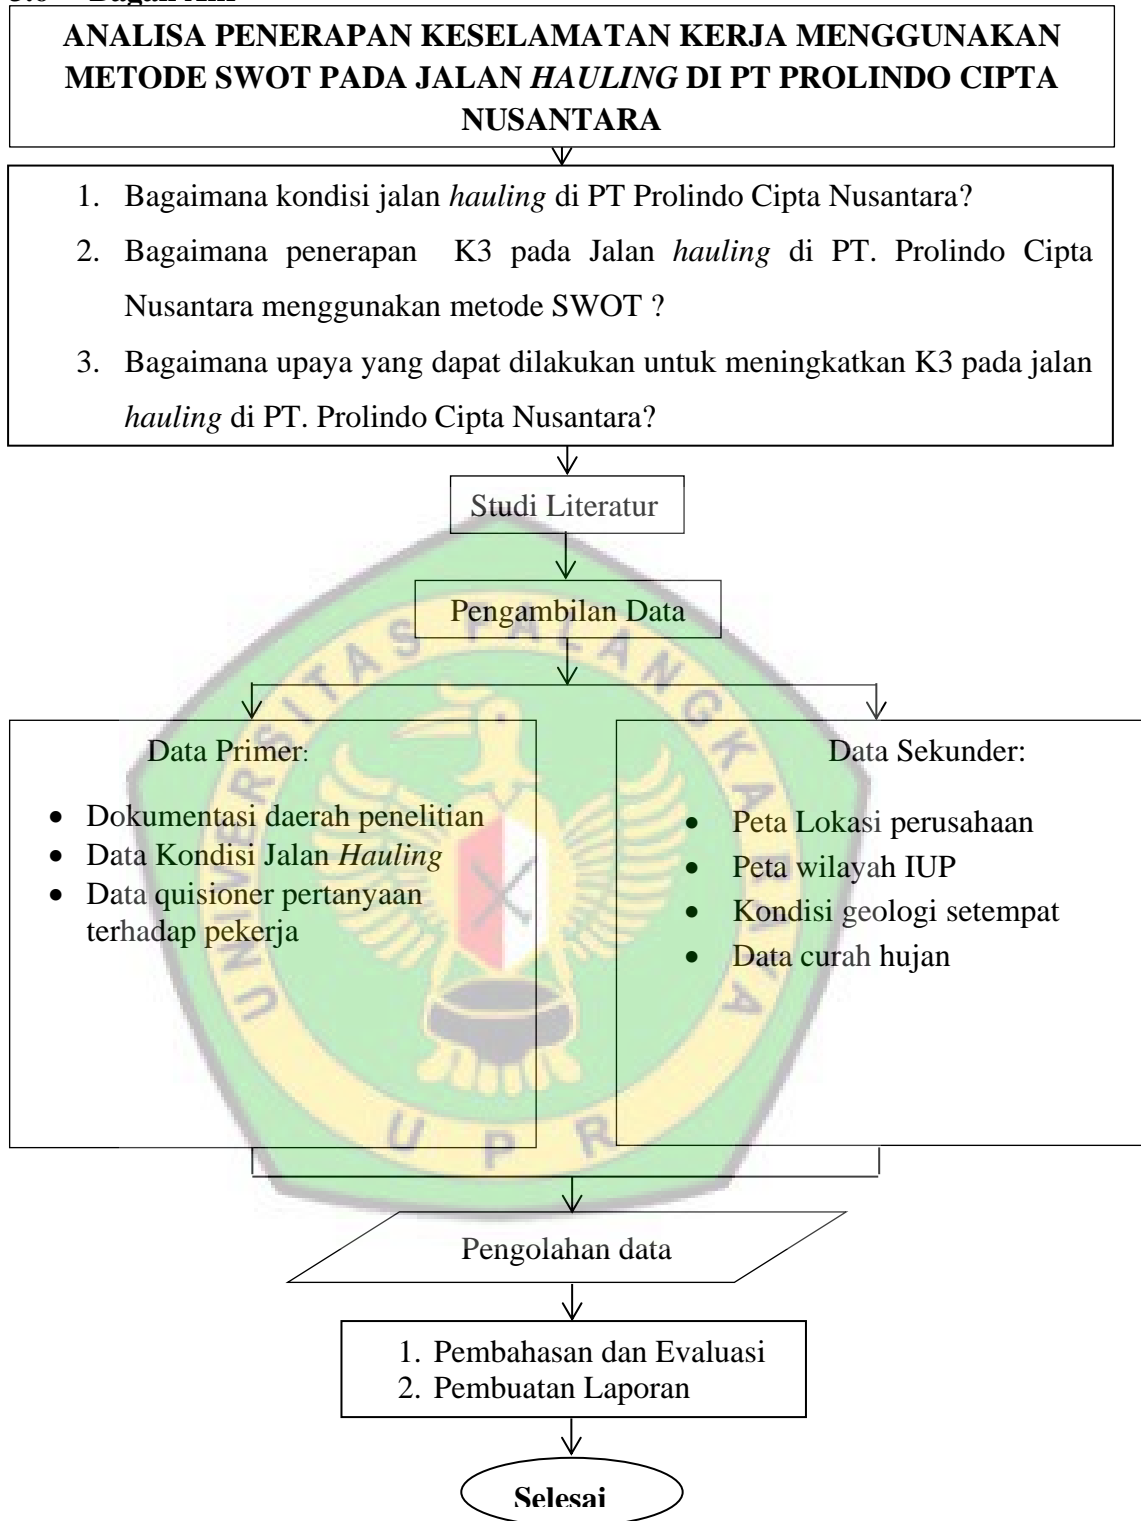 ANALISA PENERAPAN KESELAMATAN KERJA MENGGUNAKAN
METODE SWOT PADA JALAN HAULING DI PT PROLINDO CIPTA
NUSANTARA
1. Bagaimana kondisi jalan hauling di PT Prolindo Cipta Nusantara?
2. Bagaimana penerapan K3 pada Jalan hauling di PT. Prolindo Cipta
Nusantara menggunakan metode SWOT ?
3. Bagaimana upaya yang dapat dilakukan untuk meningkatkan K3 pada jalan
hauling di PT. Prolindo Cipta Nusantara?
Studi Literatur
Pengambilan Data
Data Primer:
• Dokumentasi daerah penelitian
• Data Kondisi Jalan Hauling
• Data quisioner pertanyaan
terhadap pekerja
Data Sekunder:
• Peta Lokasi perusahaan
• Peta wilayah IUP
• Kondisi geologi setempat
• Data curah hujan
UNIVERSITAS PALANGKARAYA
UPR
Pengolahan data
1. Pembahasan dan Evaluasi
2. Pembuatan Laporan
Selesai